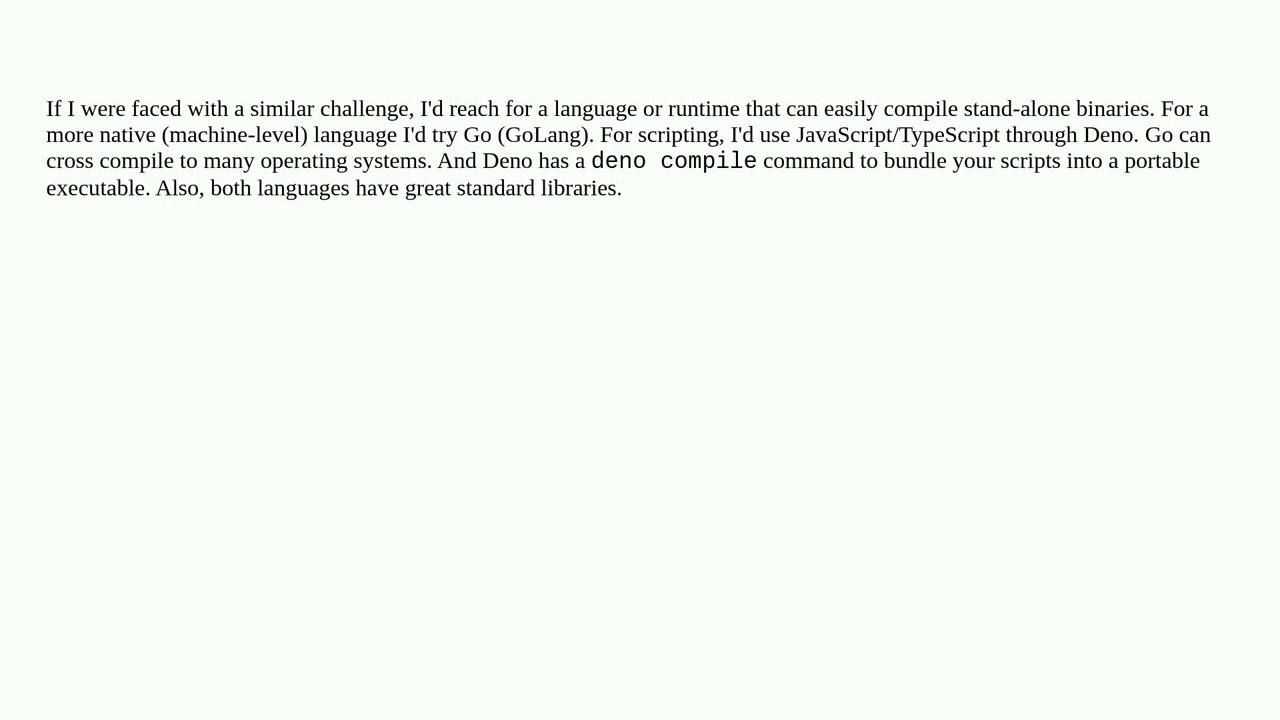 If I were faced with a similar challenge, I'd reach for a language or runtime that can easily compile stand-alone binaries. For a
more native (machine-level) language I'd try Go (GoLang). For scripting, I'd use JavaScript/TypeScript through Deno. Go can
cross compile to many operating systems. And Deno has a deno compile command to bundle your scripts into a portable
executable. Also, both languages have great standard libraries.